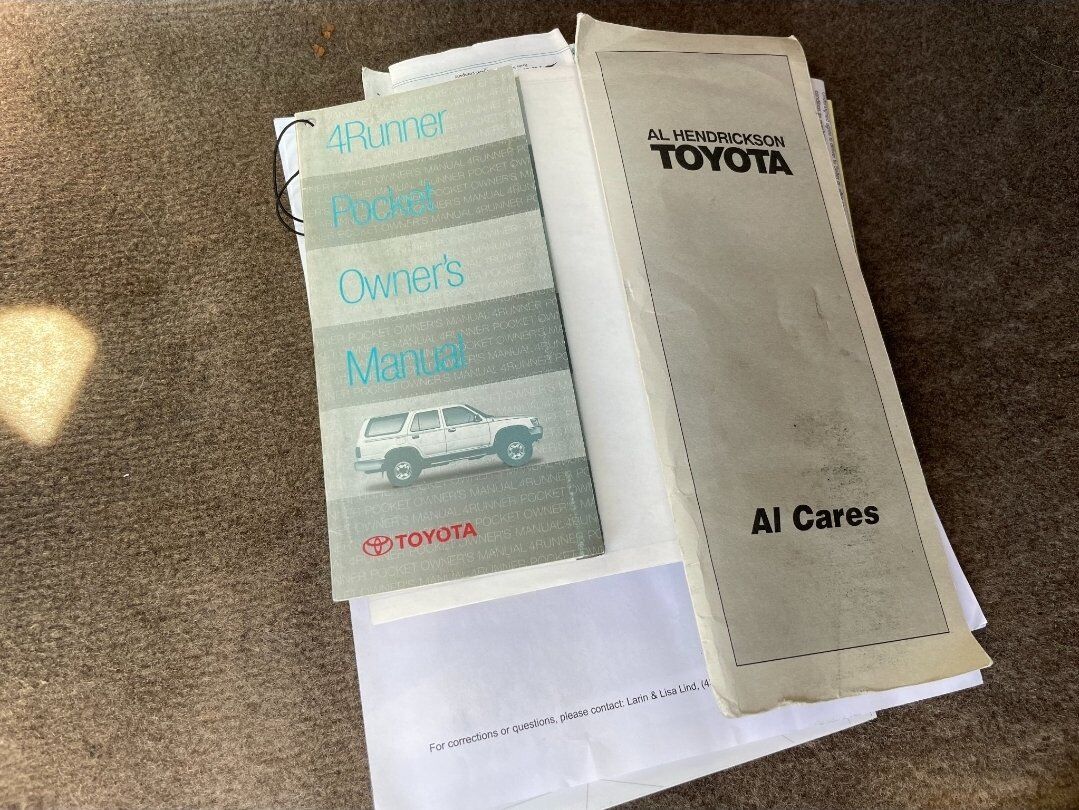 4Runner
Pocket
Owner's
Manual
TOYOTA
AL HENDRICKSON
TOYOTA
Al Cares
For corrections or questions, please contact: Larin & Lisa Lind, (4